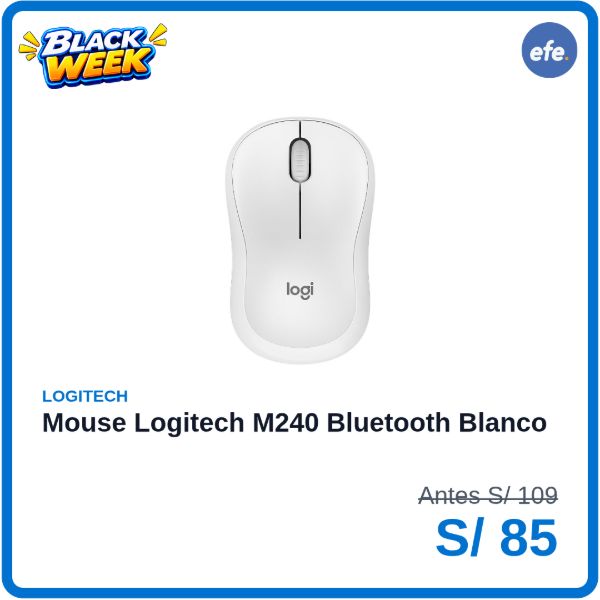 BLACK
WEEK
efe.
logi
LOGITECH
Mouse Logitech M240 Bluetooth Blanco
Antes S/ 109
S/ 85